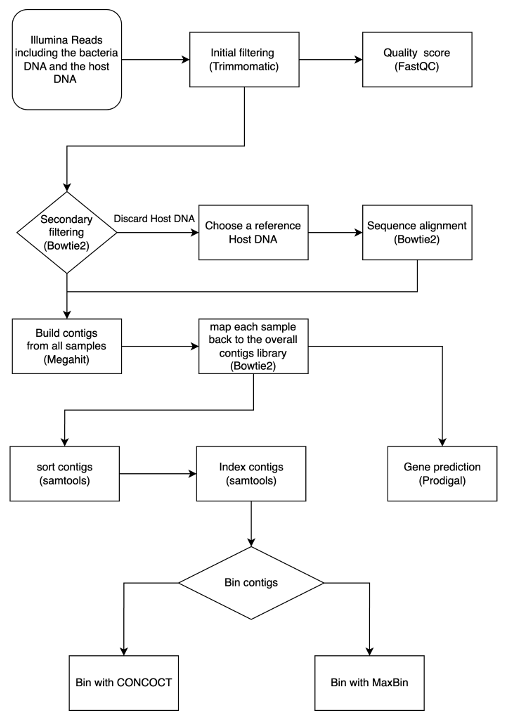 Illumina Reads
including the bacteria
DNA and the host
DNA
Initial filtering
(Trimmomatic)
Quality score
(FastQC)
Secondary
filtering
(Bowtie2)
Discard Host DNA
Choose a reference
Host DNA
Sequence alignment
(Bowtie2)
Build contigs
from all samples
(Megahit)
map each sample
back to the overall
contigs library
(Bowtie2)
sort contigs
(samtools)
Index contigs
(samtools)
Gene prediction
(Prodigal)
Bin contigs
Bin with CONCOCT
Bin with MaxBin